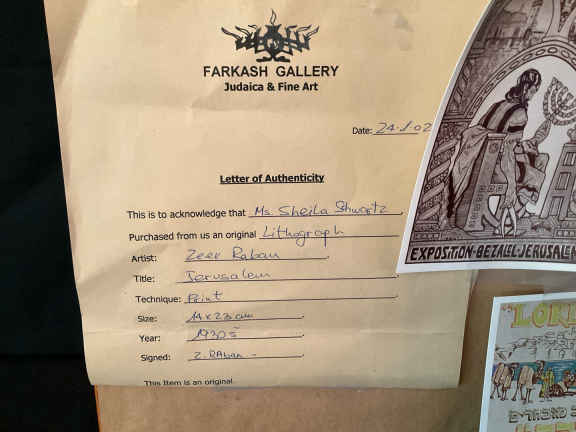 FARKASH GALLERY
Judaica & Fine Art
Date: 24.1.02
Letter of Authenticity
This is to acknowledge that Ms. Sheila Shwartz
Purchased from us an original Lithograph
Artist: Zeev Raban
Title: Jerusalem
Technique: Print
Size: 14x23 cm
Year: 1930s
Signed: Z. RABAN -
This Item is an original.
EXPOSITION·BEZALEL·JERUSALEM
LORD